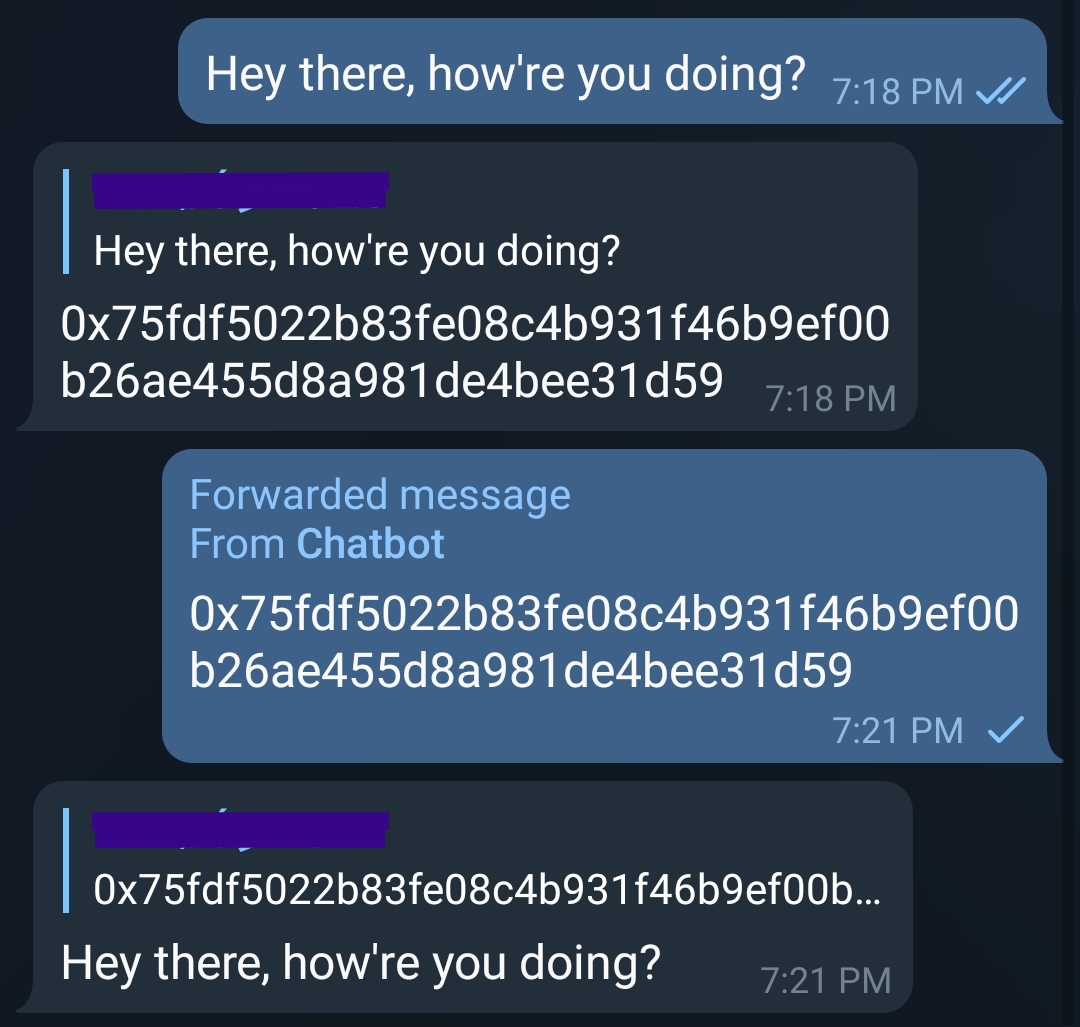 Hey there, how're you doing?
7:18 PM
Hey there, how're you doing?
0x75fdf5022b83fe08c4b931f46b9ef00
b26ae455d8a981de4bee31d59
7:18 PM
Forwarded message
From Chatbot
0x75fdf5022b83fe08c4b931f46b9ef00
b26ae455d8a981de4bee31d59
7:21 PM
0x75fdf5022b83fe08c4b931f46b9ef00b...
Hey there, how're you doing?
7:21 PM